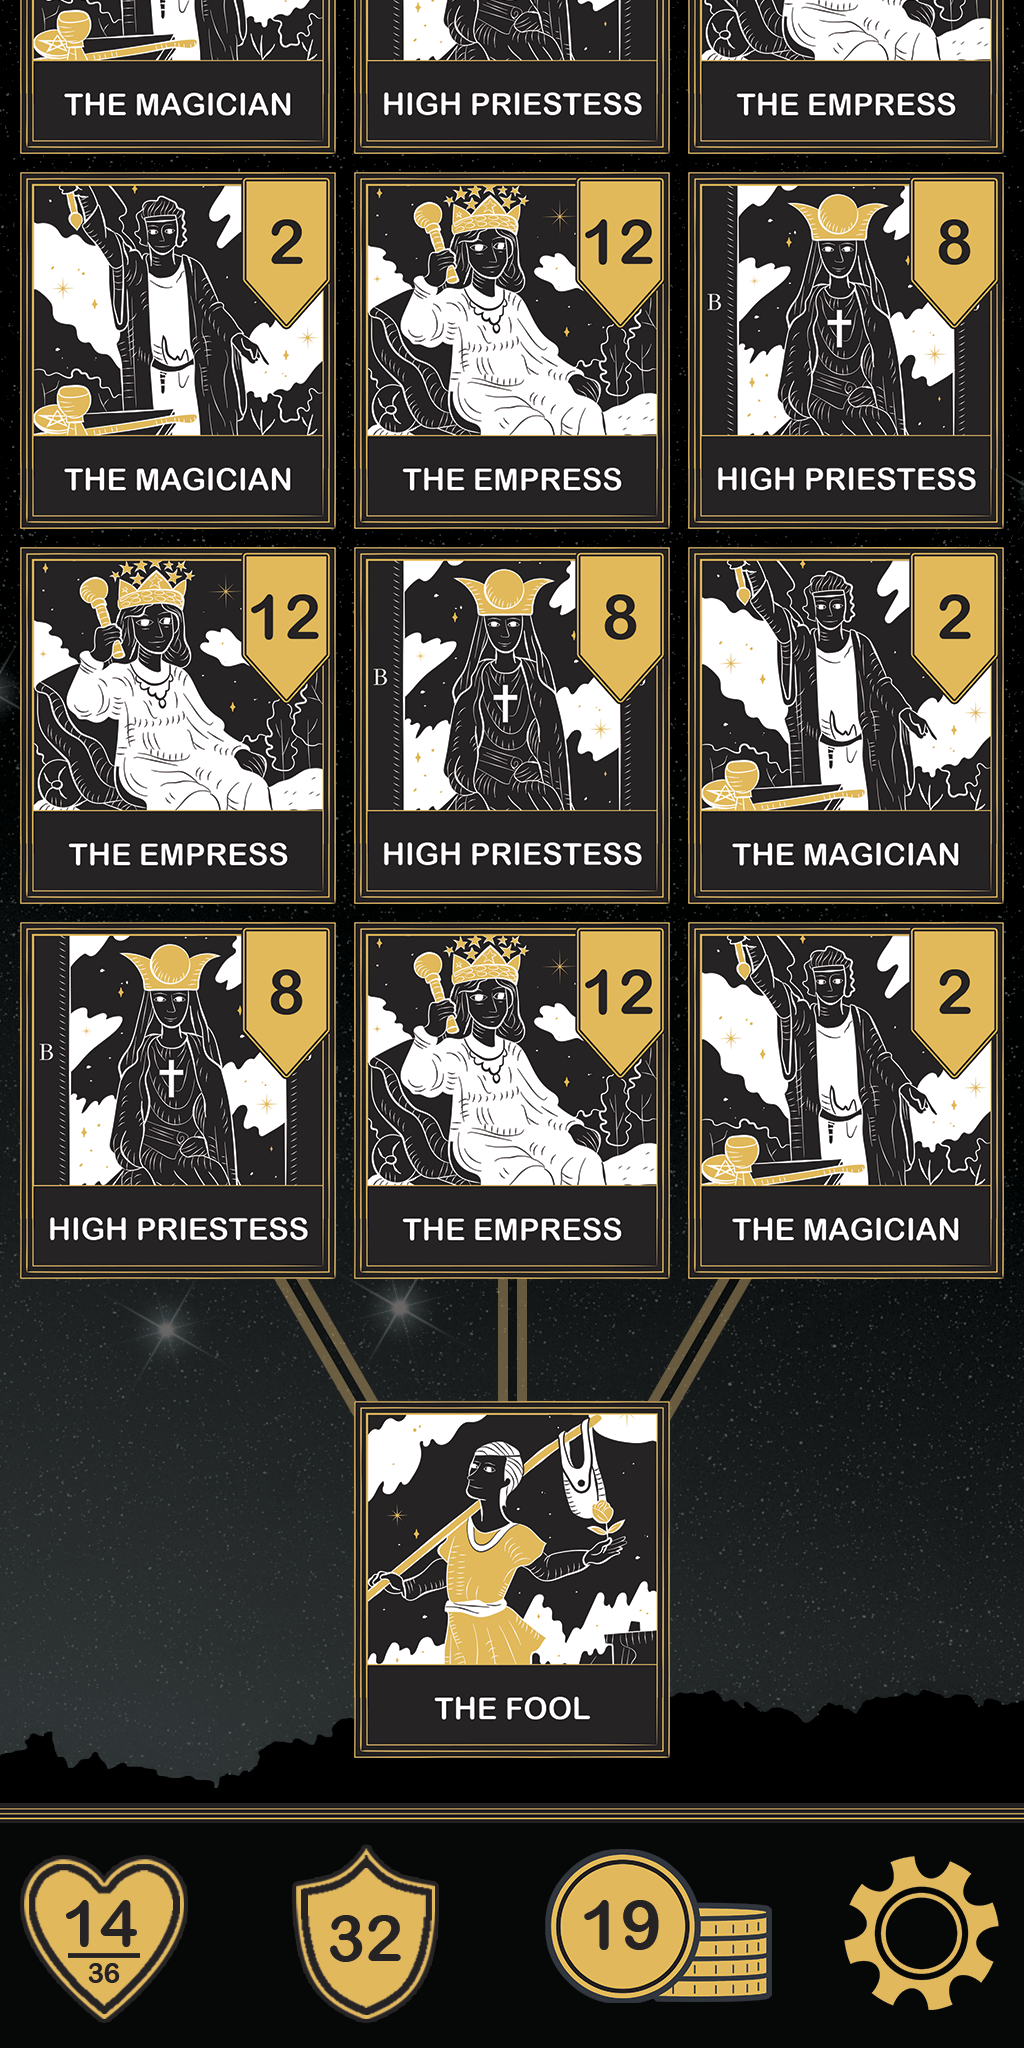 THE MAGICIAN
HIGH PRIESTESS
THE EMPRESS
2
THE MAGICIAN
12
THE EMPRESS
8
B
HIGH PRIESTESS
12
THE EMPRESS
8
B
HIGH PRIESTESS
2
THE MAGICIAN
8
B
HIGH PRIESTESS
12
THE EMPRESS
2
THE MAGICIAN
THE FOOL
14
36
32
19